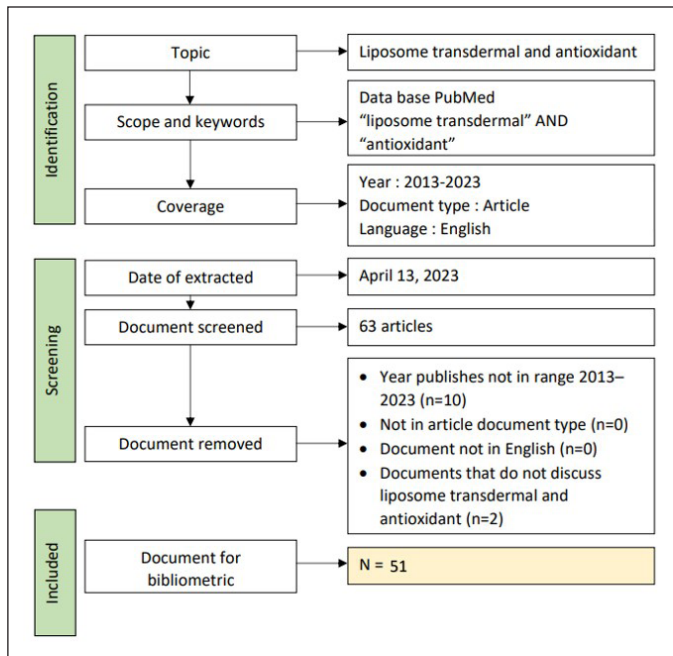 Identification
Topic
Liposome transdermal and antioxidant
Scope and keywords
Data base PubMed
“liposome transdermal” AND
“antioxidant”
Coverage
Year : 2013-2023
Document type : Article
Language : English
Screening
Date of extracted
April 13, 2023
Document screened
63 articles
Document removed
• Year publishes not in range 2013–
2023 (n=10)
• Not in article document type (n=0)
• Document not in English (n=0)
• Documents that do not discuss
liposome transdermal and
antioxidant (n=2)
Included
Document for
bibliometric
N = 51